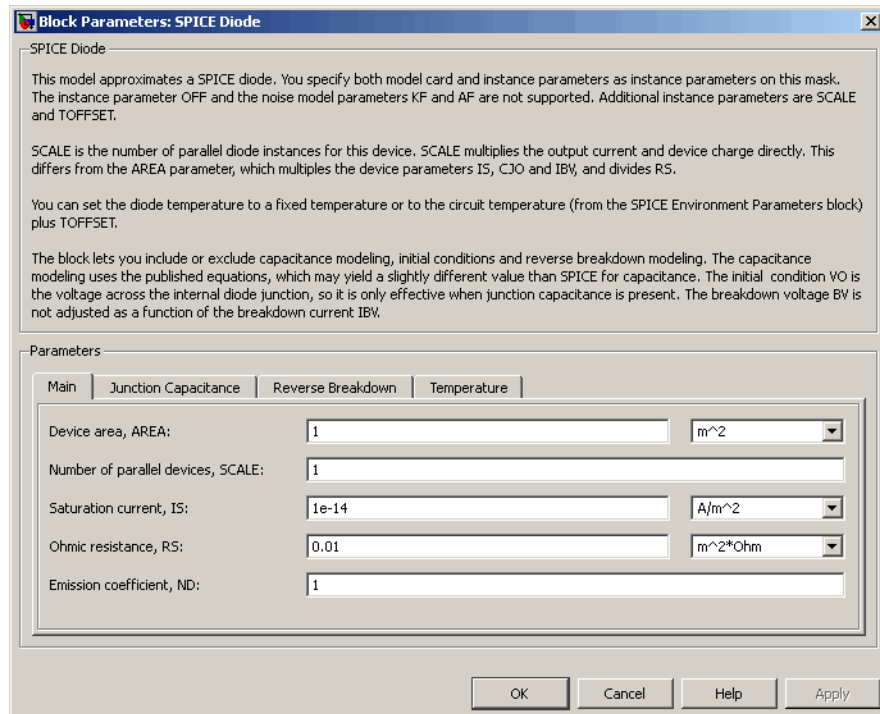 Block Parameters: SPICE Diode
SPICE Diode
This model approximates a SPICE diode. You specify both model card and instance parameters as instance parameters on this mask.
The instance parameter OFF and the noise model parameters KF and AF are not supported. Additional instance parameters are SCALE
and TOFFSET.
SCALE is the number of parallel diode instances for this device. SCALE multiplies the output current and device charge directly. This
differs from the AREA parameter, which multiples the device parameters IS, CJO and IBV, and divides RS.
You can set the diode temperature to a fixed temperature or to the circuit temperature (from the SPICE Environment Parameters block)
plus TOFFSET.
The block lets you include or exclude capacitance modeling, initial conditions and reverse breakdown modeling. The capacitance
modeling uses the published equations, which may yield a slightly different value than SPICE for capacitance. The initial condition VO is
the voltage across the internal diode junction, so it is only effective when junction capacitance is present. The breakdown voltage BV is
not adjusted as a function of the breakdown current IBV.
Parameters
Main Junction Capacitance Reverse Breakdown Temperature
Device area, AREA: 1 m^2
Number of parallel devices, SCALE: 1
Saturation current, IS: 1e-14 A/m^2
Ohmic resistance, RS: 0.01 m^2*Ohm
Emission coefficient, ND: 1
OK Cancel Help Apply